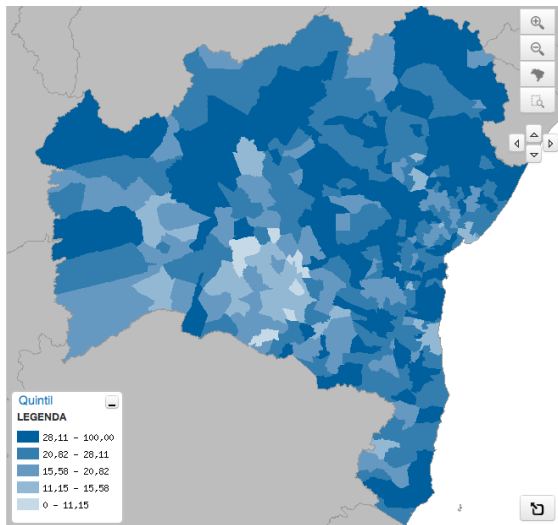 Quintil
LEGENDA
28,11 - 100,00
20,82 - 28,11
15,58 - 20,82
11,15 - 15,58
0 - 11,15